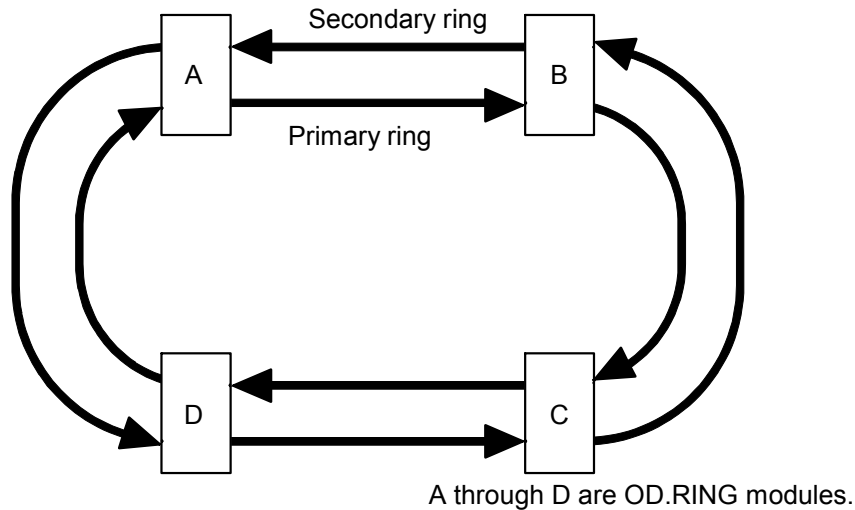 Secondary ring
A
B
Primary ring
D
C
A through D are OD.RING modules.